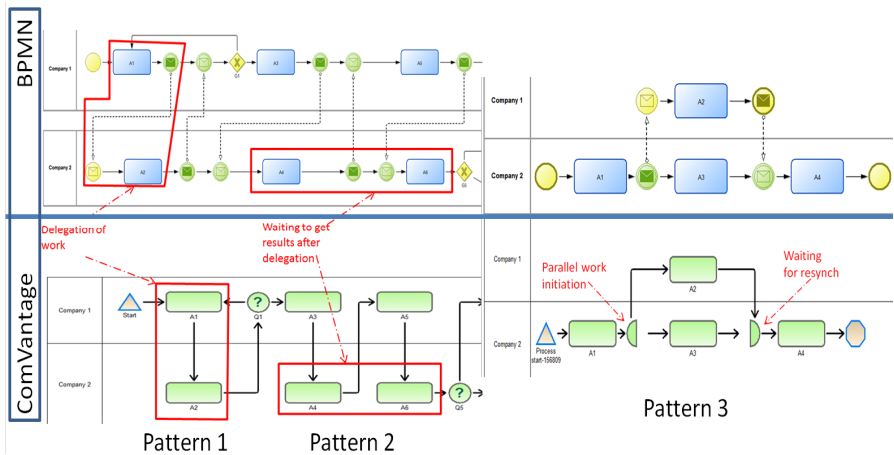 BPMN
Company 1
A1
G1
A3
A5
Company 2
A2
A4
A6
G5
Company 1
A2
Company 2
A1
A3
A4
Delegation of
work
Waiting to get
results after
delegation
ComVantage
Company 1
Start
A1
Q1
A3
A5
Company 2
A2
A4
A6
Q5
Pattern 1
Pattern 2
Company 1
Parallel work
initiation
A2
Waiting
for resynch
Company 2
Process
start-156809
A1
A3
A4
Pattern 3